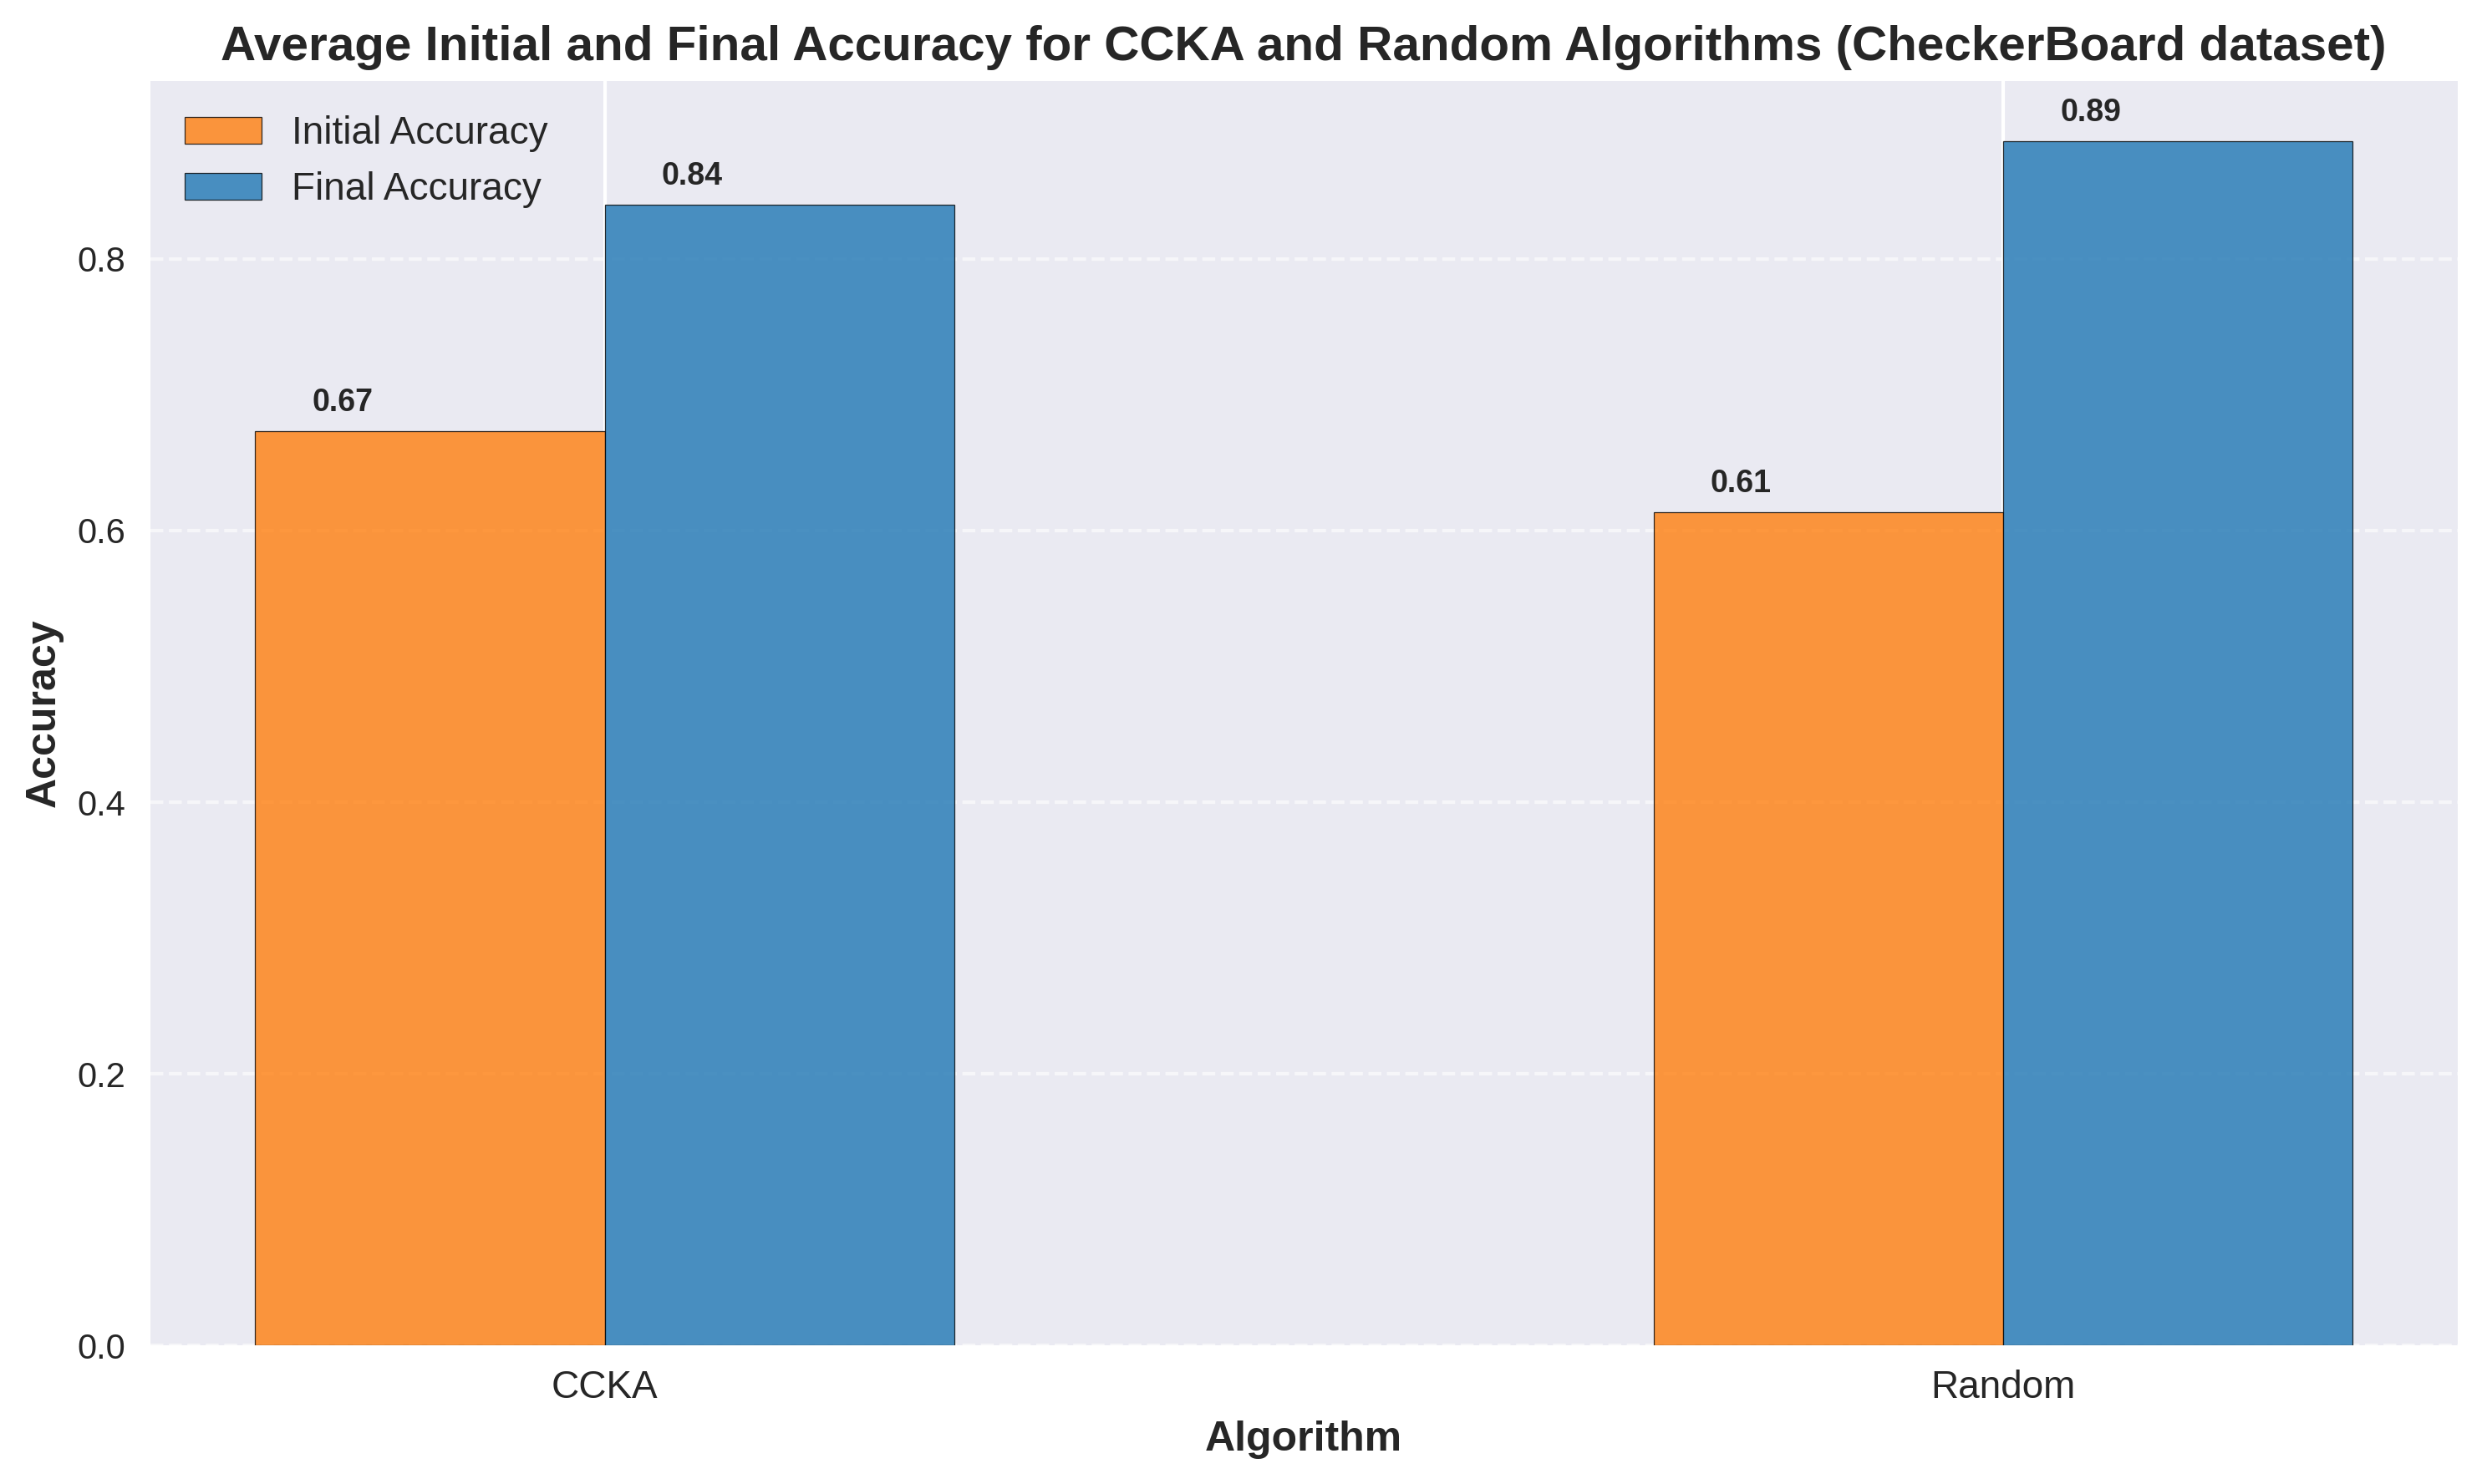 Average Initial and Final Accuracy for CCKA and Random Algorithms (CheckerBoard dataset)
Initial Accuracy
Final Accuracy
0.67
0.84
0.61
0.89
0.8
0.6
0.4
0.2
0.0
Accuracy
CCKA
Random
Algorithm